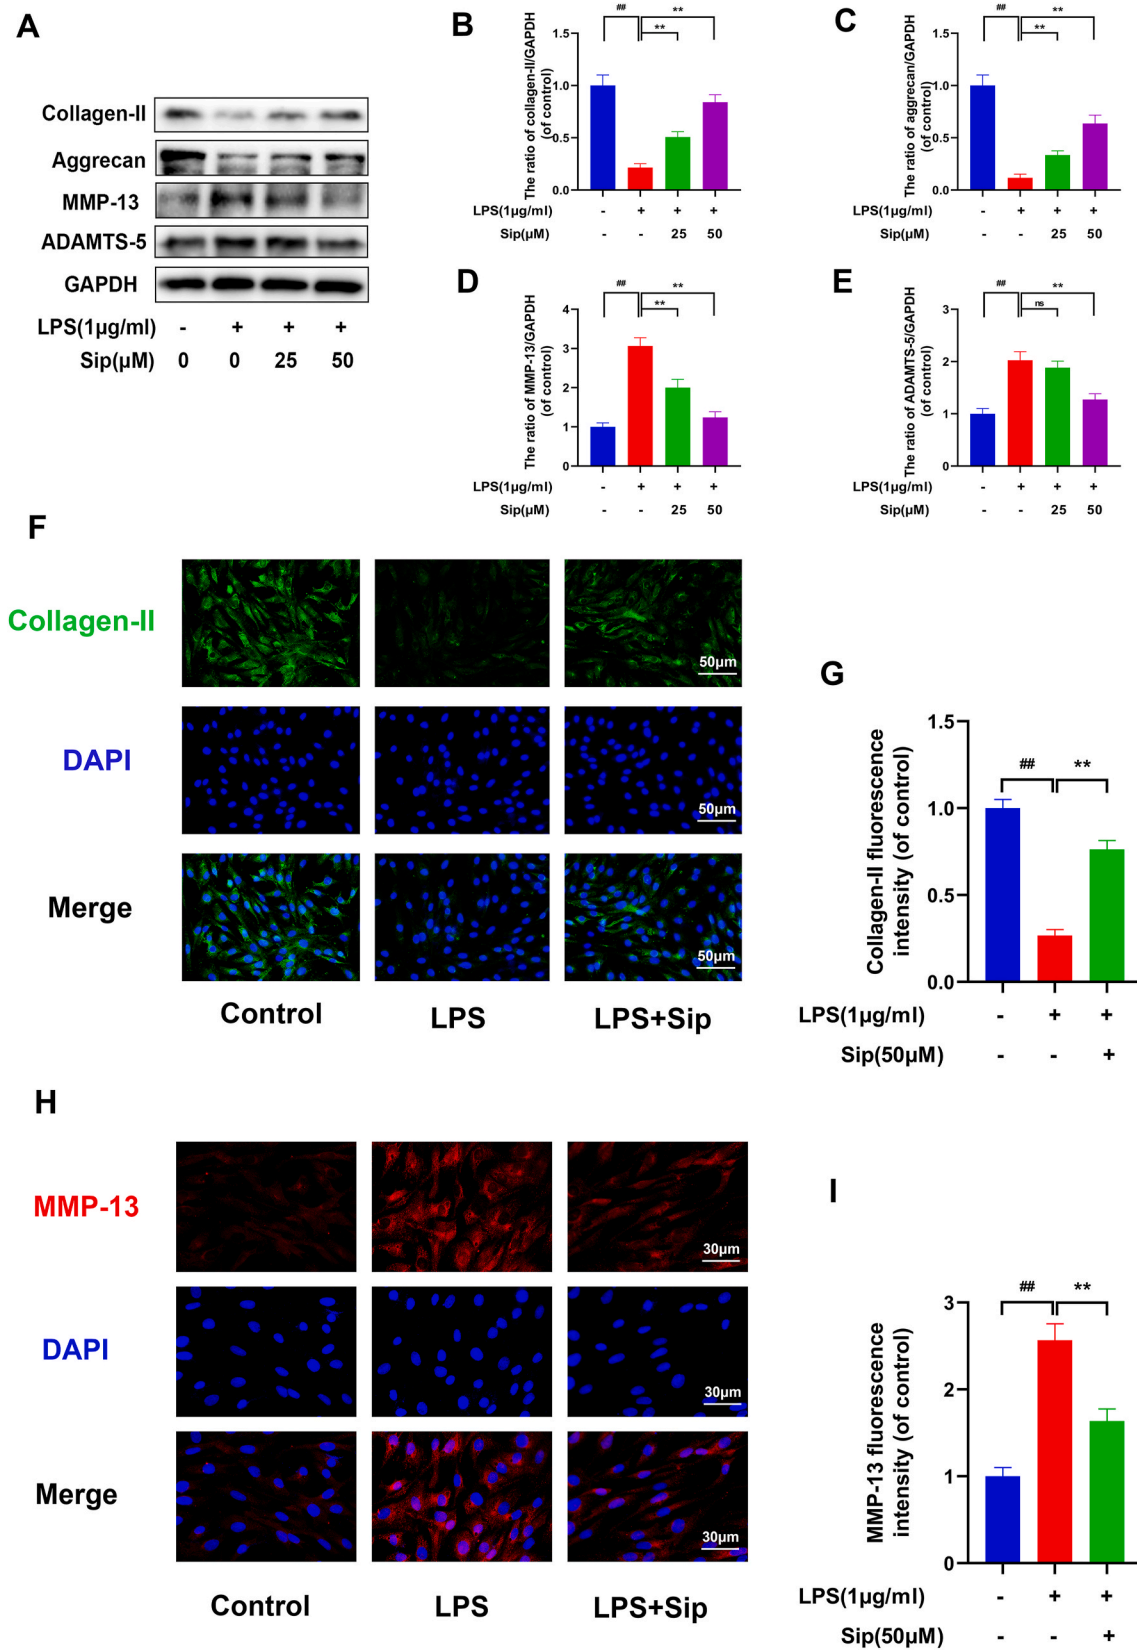 A
Collagen-II
Aggrecan
MMP-13
ADAMTS-5
GAPDH
LPS(1μg/ml) - + + +
Sip(μM) 0 0 25 50
B
The ratio of collagen-II/GAPDH
(of control)
1.5
1.0
0.5
0.0
## ** **
LPS(1μg/ml) - + + +
Sip(μM) - - 25 50
C
The ratio of aggrecan/GAPDH
(of control)
1.5
1.0
0.5
0.0
## ** **
LPS(1μg/ml) - + + +
Sip(μM) - - 25 50
D
The ratio of MMP-13/GAPDH
(of control)
4
3
2
1
0
## ** **
LPS(1μg/ml) - + + +
Sip(μM) - - 25 50
E
The ratio of ADAMTS-5/GAPDH
(of control)
3
2
1
0
## ** ns
LPS(1μg/ml) - + + +
Sip(μM) - - 25 50
F
Collagen-II
50μm
DAPI
50μm
Merge
50μm
Control LPS LPS+Sip
G
Collagen-II fluorescence
intensity (of control)
1.5
1.0
0.5
0.0
## **
LPS(1μg/ml) - + +
Sip(50μM) - - +
H
MMP-13
30μm
DAPI
30μm
Merge
30μm
Control LPS LPS+Sip
I
MMP-13 fluorescence
intensity (of control)
3
2
1
0
## **
LPS(1μg/ml) - + +
Sip(50μM) - - +